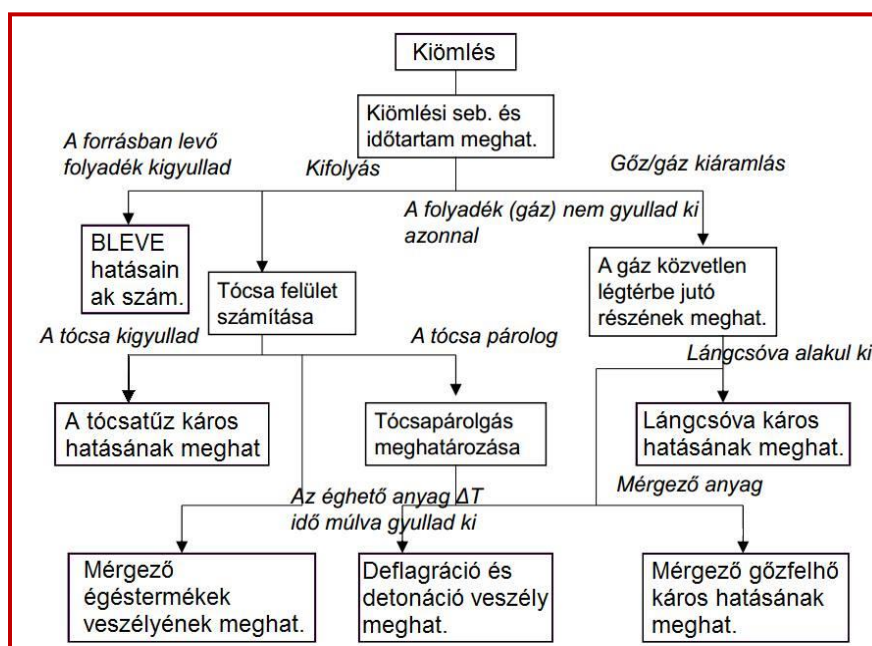 Kiömlés
Kiömlési seb. és
időtartam meghat.
A forrásban levő
folyadék kigyullad
Kifolyás
Gőz/gáz kiáramlás
A folyadék (gáz) nem gyullad ki
azonnal
BLEVE
hatásain
ak szám.
Tócsa felület
számítása
A gáz közvetlen
légtérbe jutó
részének meghat.
A tócsa kigyullad
A tócsa párolog
Lángcsóva alakul ki
A tócsatűz káros
hatásának meghat
Tócsapárolgás
meghatározása
Lángcsóva káros
hatásának meghat.
Az éghető anyag ΔT
idő múlva gyullad ki
Mérgező anyag
Mérgező
égéstermékek
veszélyének meghat.
Deflagráció és
detonáció veszély
meghat.
Mérgező gőzfelhő
káros hatásának
meghat.